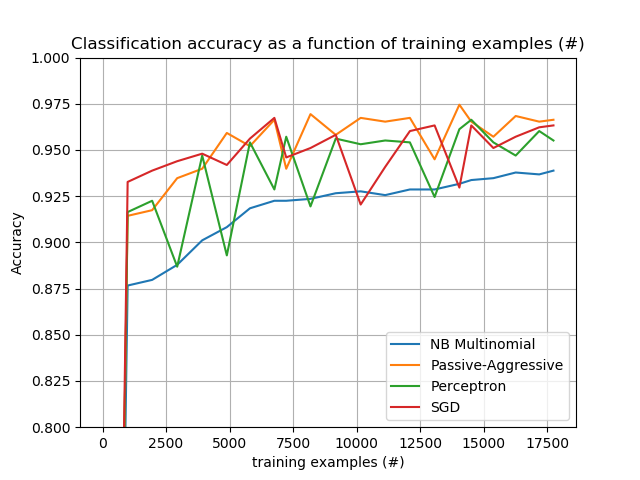 Classification accuracy as a function of training examples (#)
1.000
0.975
0.950
0.925
0.900
0.875
0.850
0.825
0.800
Accuracy
NB Multinomial
Passive-Aggressive
Perceptron
SGD
0 2500 5000 7500 10000 12500 15000 17500
training examples (#)